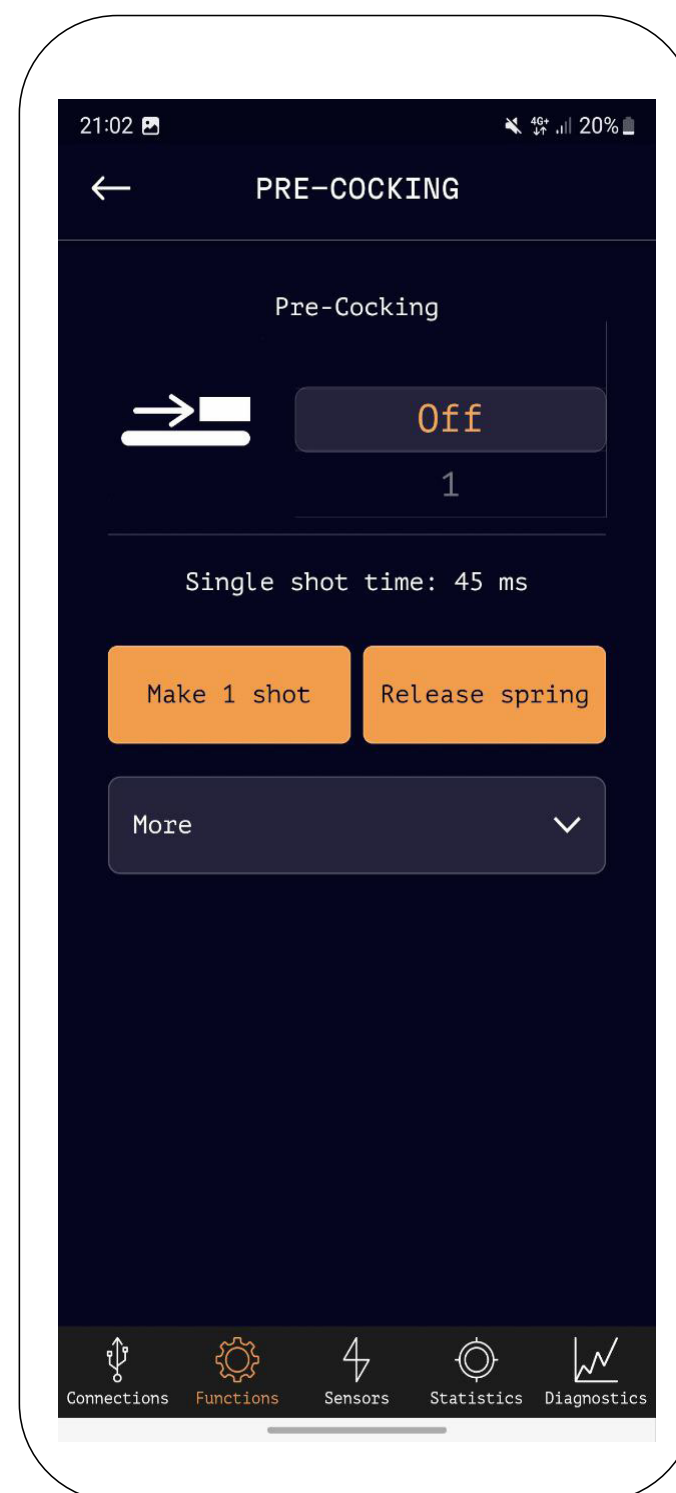 21:02 4G+ 20%
PRE-COCKING
Pre-Cocking
Off
1
Single shot time: 45 ms
Make 1 shot Release spring
More
Connections Functions Sensors Statistics Diagnostics